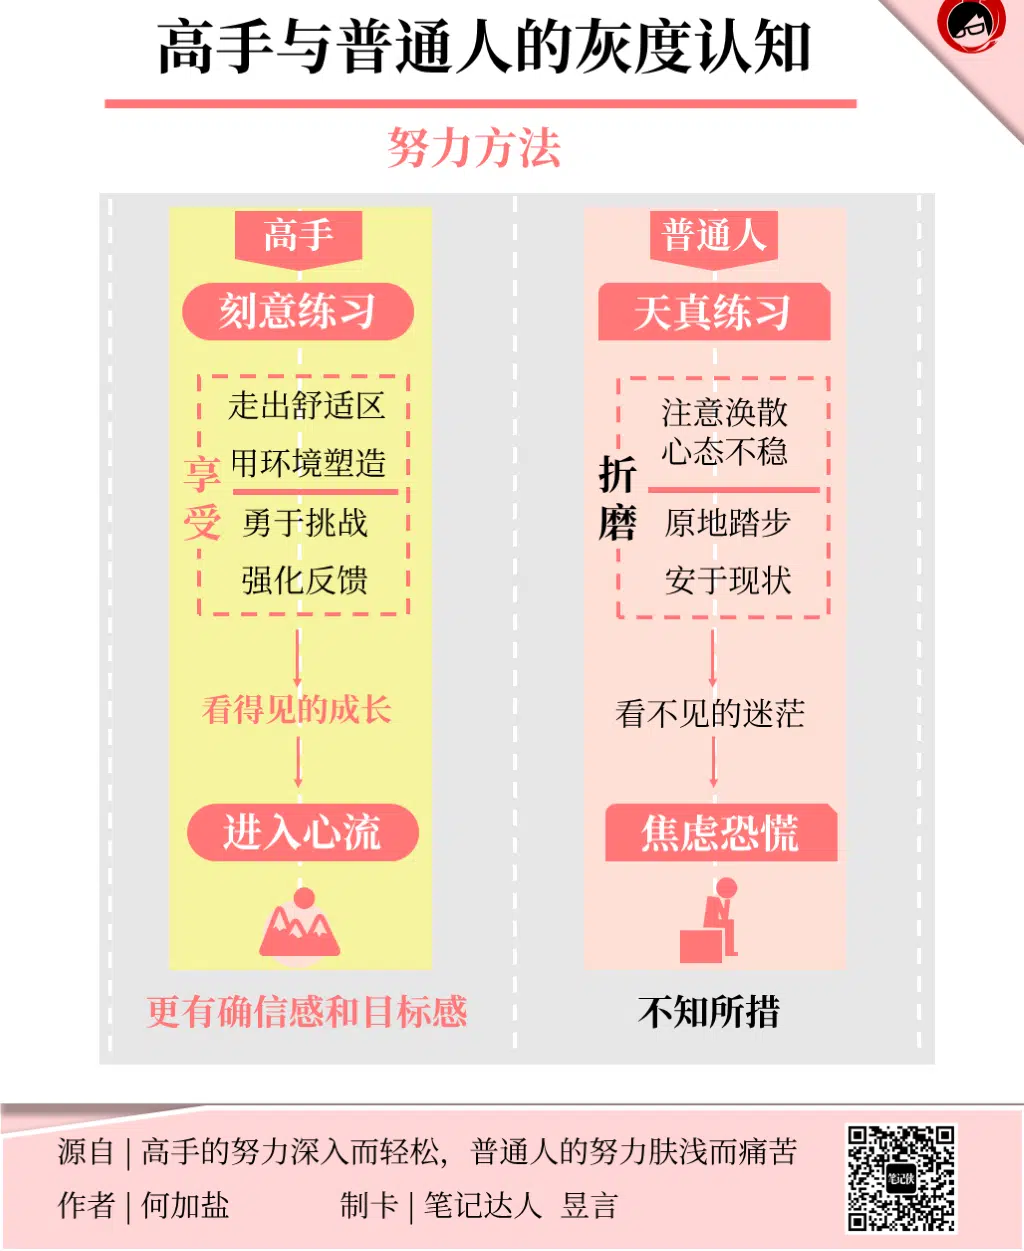 高手与普通人的灰度认知
努力方法
高手
刻意练习
走出舒适区
用环境塑造
享受
勇于挑战
强化反馈
看得见的成长
进入心流
更有确信感和目标感
普通人
天真练习
注意涣散
心态不稳
折磨
原地踏步
安于现状
看不见的迷茫
焦虑恐慌
不知所措
源自 | 高手的努力深入而轻松，普通人的努力肤浅而痛苦
作者 | 何加盐 制卡 | 笔记达人 昱言
笔记侠